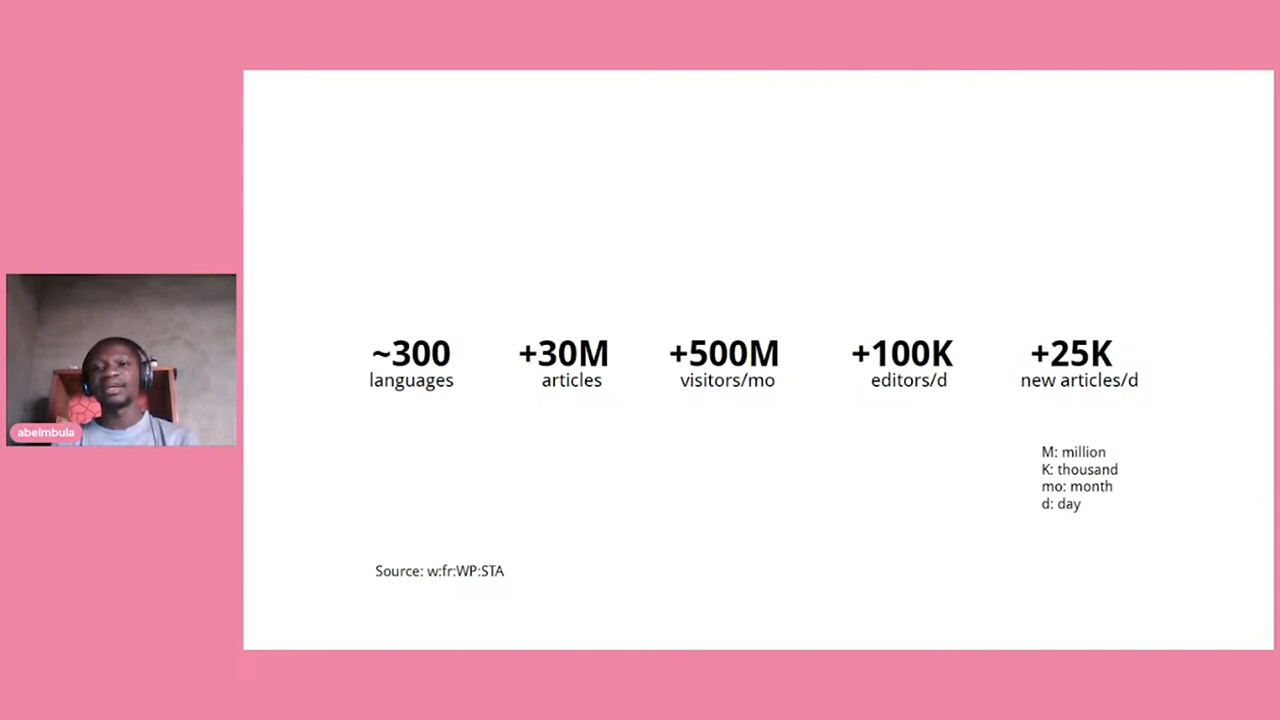 ~300
languages
+30M
articles
+500M
visitors/mo
+100K
editors/d
+25K
new articles/d
M: million
K: thousand
mo: month
d: day
Source: w:fr:WP:STA
abelmbula